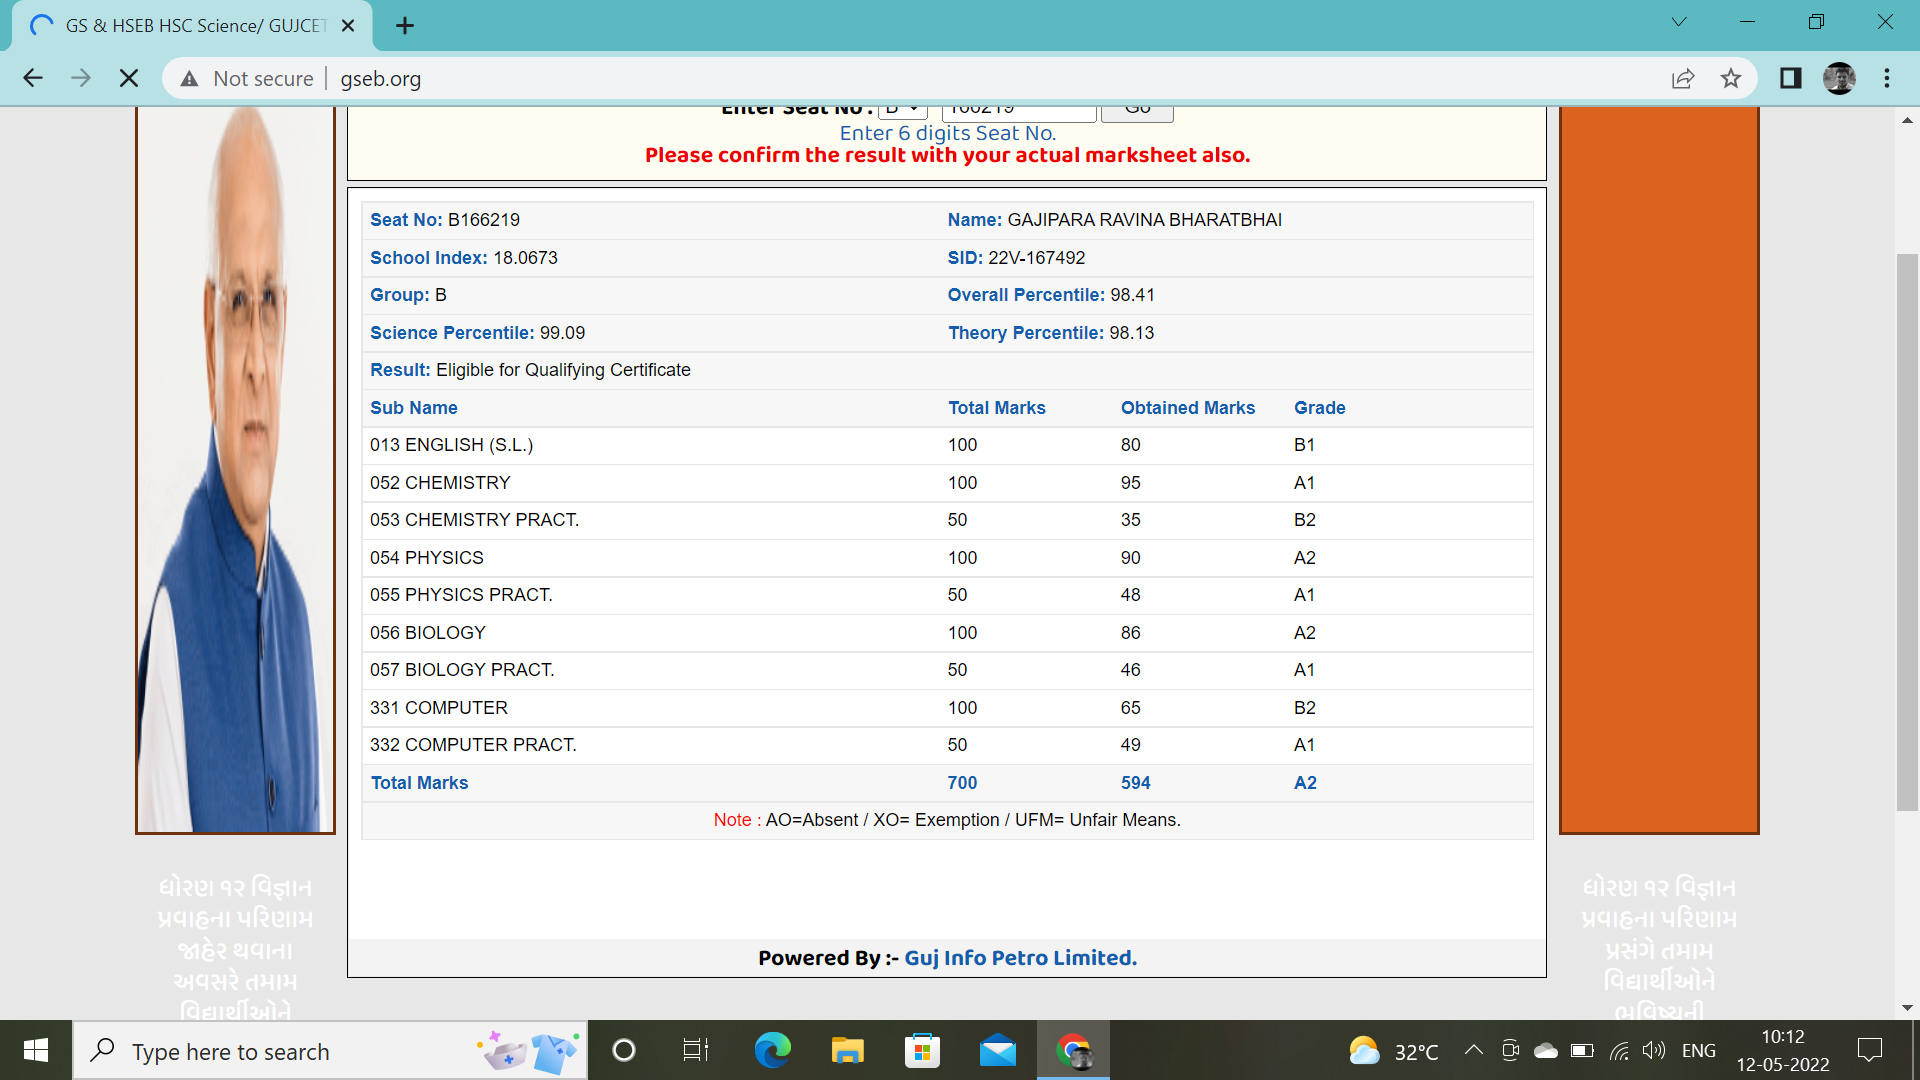 GS & HSEB HSC Science/ GUJCET
Not secure
gseb.org
Enter Seat No : B 166219 Go
Enter 6 digits Seat No.
Please confirm the result with your actual marksheet also.
Seat No: B166219 Name: GAJIPARA RAVINA BHARATBHAI
School Index: 18.0673 SID: 22V-167492
Group: B Overall Percentile: 98.41
Science Percentile: 99.09 Theory Percentile: 98.13
Result: Eligible for Qualifying Certificate
Sub Name Total Marks Obtained Marks Grade
013 ENGLISH (S.L.) 100 80 B1
052 CHEMISTRY 100 95 A1
053 CHEMISTRY PRACT. 50 35 B2
054 PHYSICS 100 90 A2
055 PHYSICS PRACT. 50 48 A1
056 BIOLOGY 100 86 A2
057 BIOLOGY PRACT. 50 46 A1
331 COMPUTER 100 65 B2
332 COMPUTER PRACT. 50 49 A1
Total Marks 700 594 A2
Note : AO=Absent / XO= Exemption / UFM= Unfair Means.
Powered By :- Guj Info Petro Limited.
ધોરણ ૧૨ વિજ્ઞાન
પ્રવાહના પરિણામ
જાહેર થવાના
અવસરે તમામ
વિદ્યાર્થીઓને
ધોરણ ૧૨ વિજ્ઞાન
પ્રવાહના પરિણામ
પ્રસંગે તમામ
વિદ્યાર્થીઓને
ભવિષ્યની
Type here to search
32°C
ENG
10:12
12-05-2022